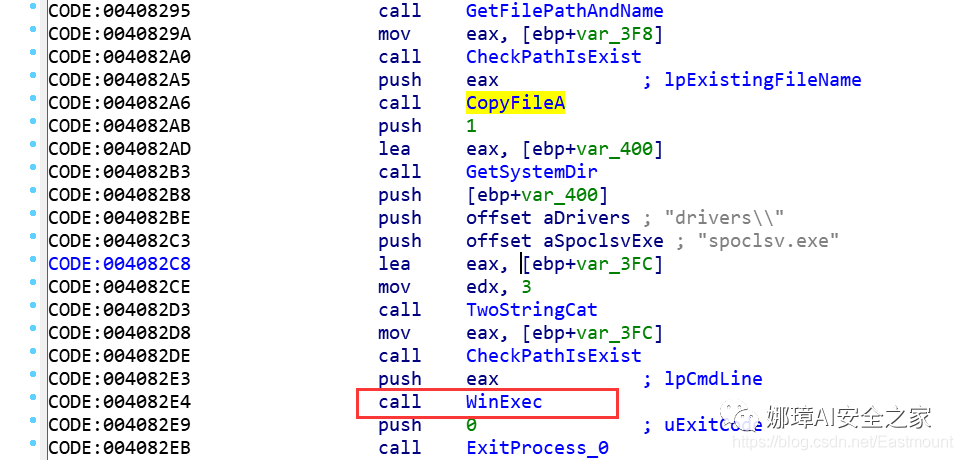 CODE:00408295 call GetFilePathAndName
CODE:0040829A mov eax, [ebp+var_3F8]
CODE:004082A0 call CheckPathIsExist
CODE:004082A5 push eax ; lpExistingFileName
CODE:004082A6 call CopyFileA
CODE:004082AB push 1
CODE:004082AD lea eax, [ebp+var_400]
CODE:004082B3 call GetSystemDir
CODE:004082B8 push [ebp+var_400]
CODE:004082BE push offset aDrivers ; "drivers\\"
CODE:004082C3 push offset aSpoclsvExe ; "spoclsv.exe"
CODE:004082C8 lea eax, [ebp+var_3FC]
CODE:004082CE mov edx, 3
CODE:004082D3 call TwoStringCat
CODE:004082D8 mov eax, [ebp+var_3FC]
CODE:004082DE call CheckPathIsExist
CODE:004082E3 push eax ; lpCmdLine
CODE:004082E4 call WinExec
CODE:004082E9 push 0 ; uExitCode
CODE:004082EB call ExitProcess_0
娜璋AI安全之家
https://blog.csdn.net/Eastmount